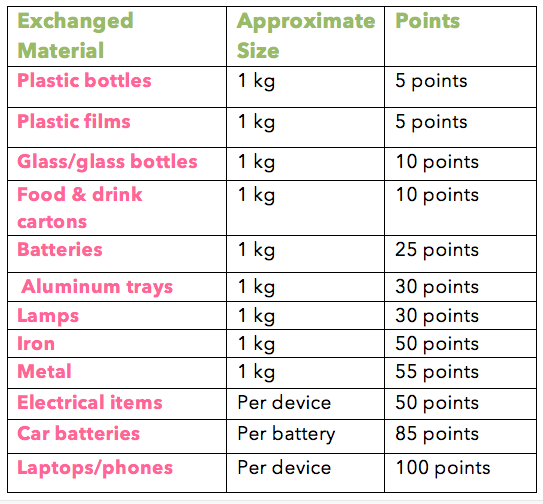 Exchanged Approximate Points
Material Size
Plastic bottles 1 kg 5 points
Plastic films 1 kg 5 points
Glass/glass bottles 1 kg 10 points
Food & drink 1 kg 10 points
cartons
Batteries 1 kg 25 points
Aluminum trays 1 kg 30 points
Lamps 1 kg 30 points
Iron 1 kg 50 points
Metal 1 kg 55 points
Electrical items Per device 50 points
Car batteries Per battery 85 points
Laptops/phones Per device 100 points